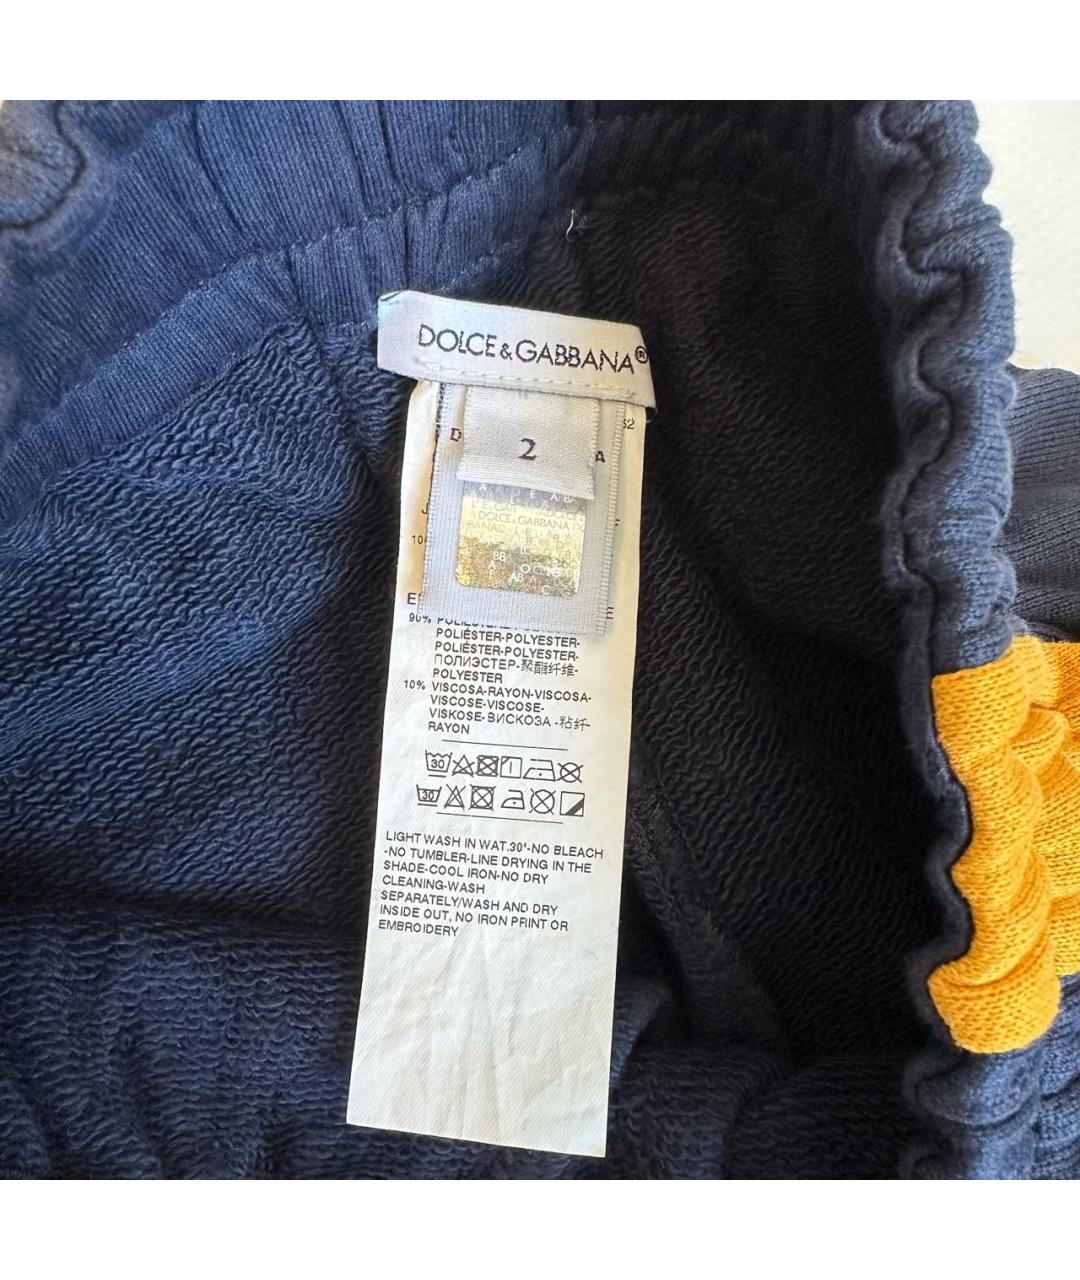 DOLCE & GABBANA®
2
DOLCE & GABBANA
90%
POLIÉSTER-POLYESTER-
POLIÉSTER-POLYESTER-
ПОЛИЭСТЕР-聚酯纤维-
POLYESTER
10% VISCOSA-RAYON-VISCOSA-
VISCOSE-VISCOSE-
VISKOSE-ВИСКОЗА-粘纤-
RAYON
30
30
LIGHT WASH IN WAT.30°-NO BLEACH
-NO TUMBLER-LINE DRYING IN THE
SHADE-COOL IRON-NO DRY
CLEANING-WASH
SEPARATELY/WASH AND DRY
INSIDE OUT, NO IRON PRINT OR
EMBROIDERY